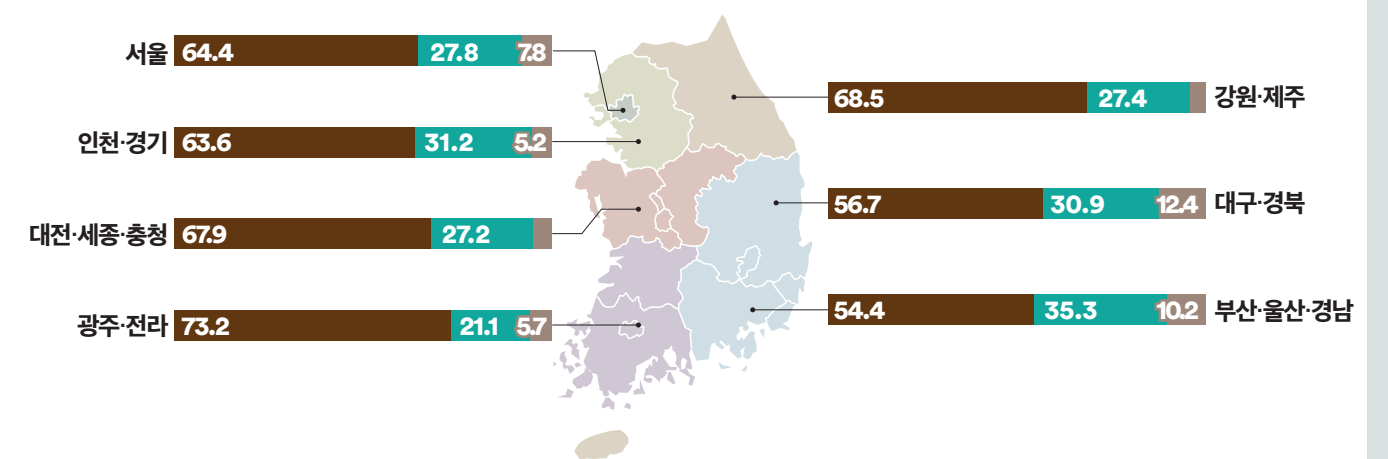 서울 64.4 27.8 7.8
인천·경기 63.6 31.2 5.2
대전·세종·충청 67.9 27.2
광주·전라 73.2 21.1 5.7
68.5 27.4 강원·제주
56.7 30.9 12.4 대구·경북
54.4 35.3 10.2 부산·울산·경남